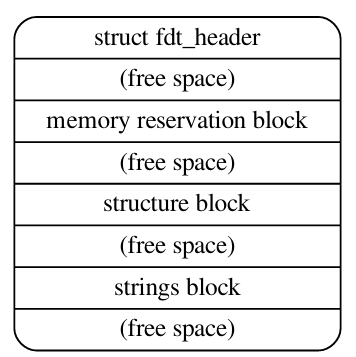 struct fdt_header
(free space)
memory reservation block
(free space)
structure block
(free space)
strings block
(free space)